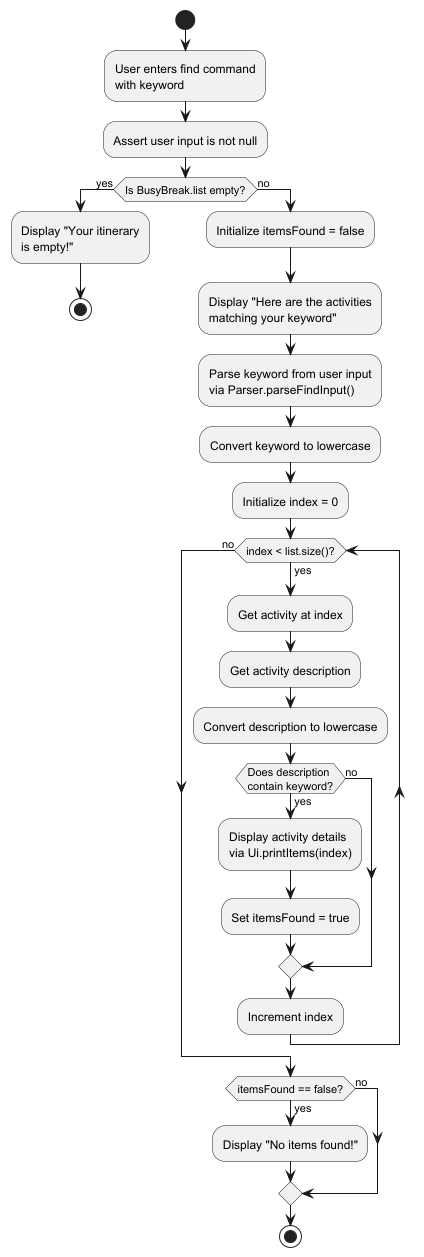 User enters find command
with keyword
Assert user input is not null
yes
Is BusyBreak.list empty?
no
Display "Your itinerary
is empty!"
Initialize itemsFound = false
Display "Here are the activities
matching your keyword"
Parse keyword from user input
via Parser.parseFindInput()
Convert keyword to lowercase
Initialize index = 0
no
index < list.size()?
yes
Get activity at index
Get activity description
Convert description to lowercase
Does description
contain keyword?
no
yes
Display activity details
via Ui.printItems(index)
Set itemsFound = true
Increment index
itemsFound == false?
no
yes
Display "No items found!"